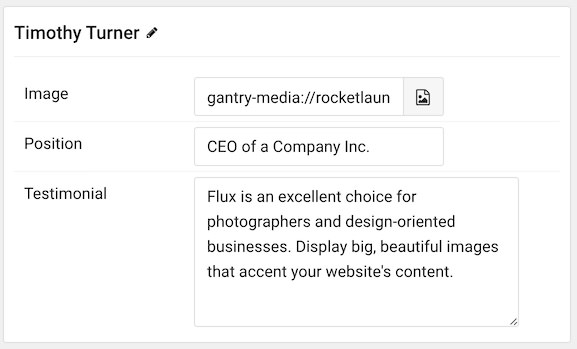 Timothy Turner
Image
gantry-media://rocketlaun
Position
CEO of a Company Inc.
Testimonial
Flux is an excellent choice for
photographers and design-oriented
businesses. Display big, beautiful images
that accent your website's content.